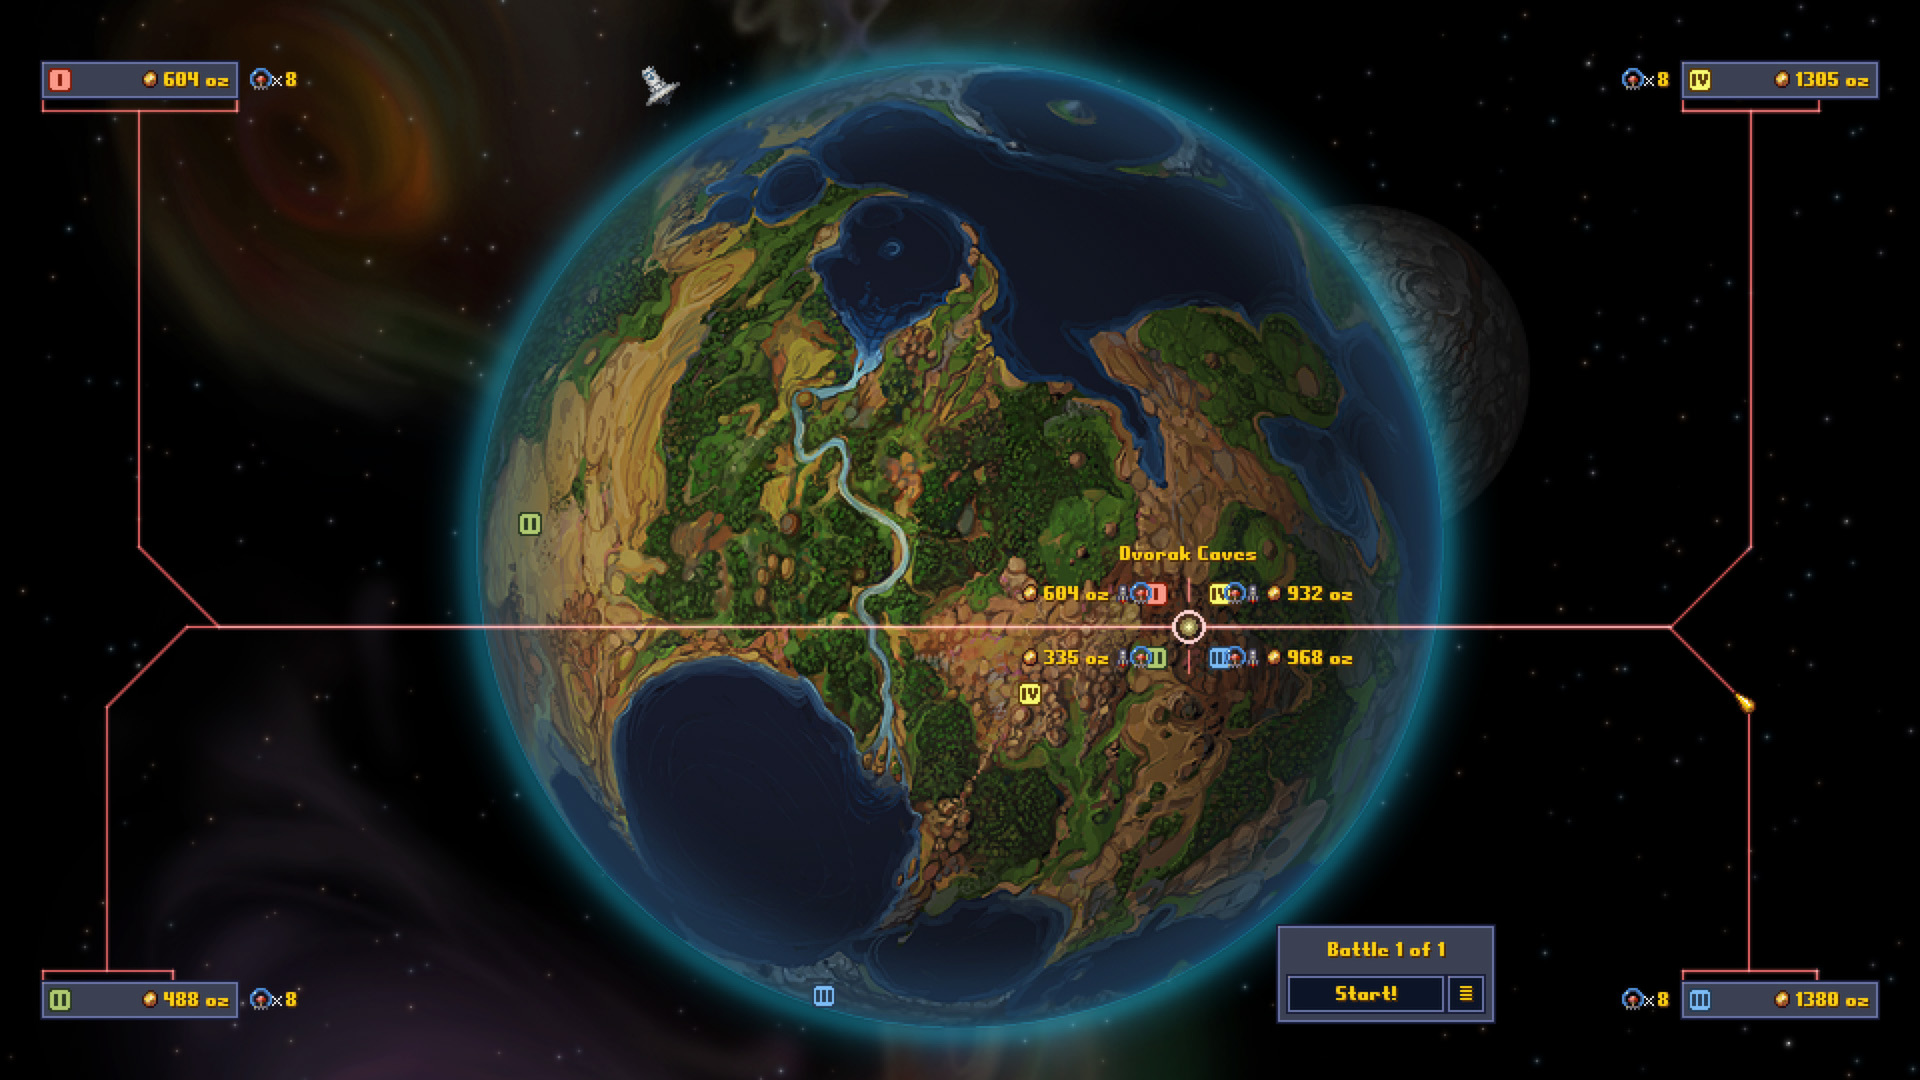 I 604 oz x8
x8 IV 1305 oz
II
Dvorak Caves
604 oz I IV 932 oz
335 oz II III 968 oz
IV
Battle 1 of 1
Start!
II 488 oz x8
III
x8 III 1380 oz